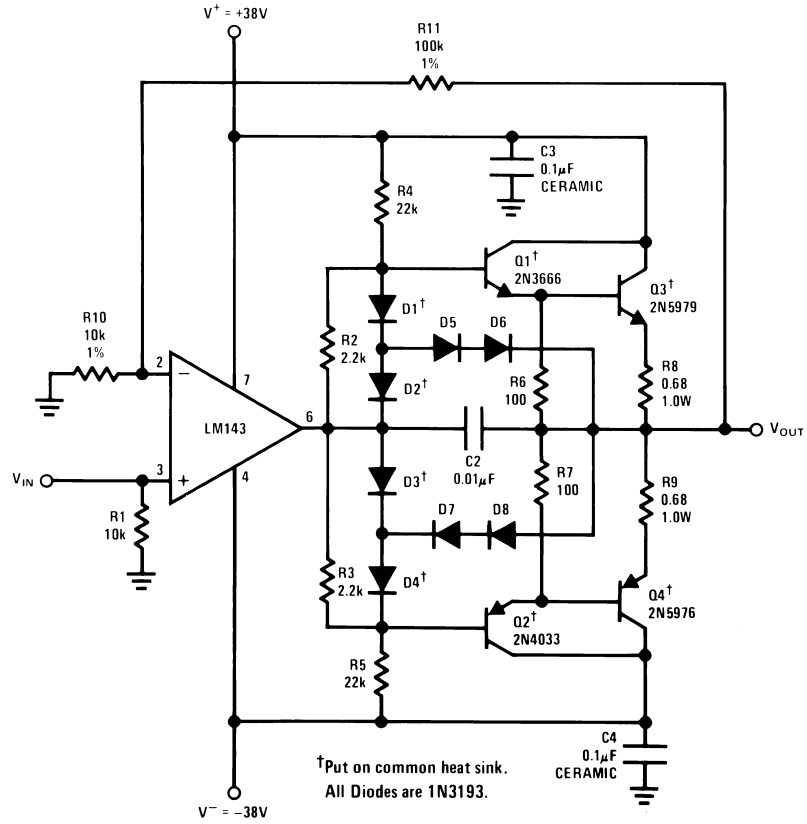 V+ = +38V
R11
100k
1%
C3
0.1μF
CERAMIC
R4
22k
Q1†
2N3666
Q3†
2N5979
D1†
D5
D6
R10
10k
1%
R2
2.2k
R8
0.68
1.0W
R6
100
2
−
7
D2†
LM143
6
VOUT
4
C2
0.01μF
VIN
3
+
R7
100
D3†
R9
0.68
1.0W
R1
10k
D7
D8
R3
2.2k
D4†
Q4†
2N5976
Q2†
2N4033
R5
22k
C4
0.1μF
CERAMIC
†Put on common heat sink.
All Diodes are 1N3193.
V− = −38V